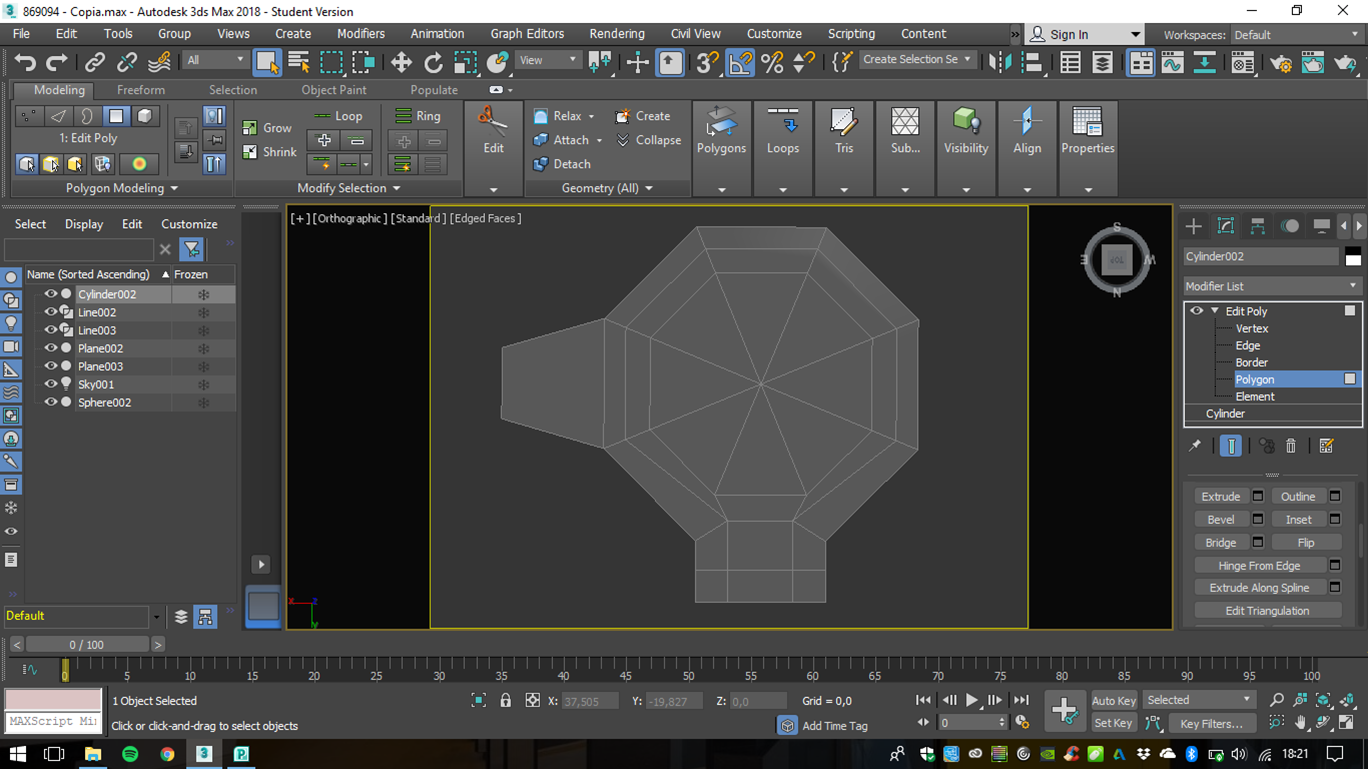 869094 - Copia.max - Autodesk 3ds Max 2018 - Student Version
File Edit Tools Group Views Create Modifiers Animation Graph Editors Rendering Civil View Customize Scripting Content » Sign In Workspaces: Default
All View Create Selection Se
Modeling Freeform Selection Object Paint Populate
Loop Ring Relax Create
1: Edit Poly Grow Attach Collapse
Shrink Edit Detach Polygons Loops Tris Sub... Visibility Align Properties
Polygon Modeling Modify Selection Geometry (All)
Select Display Edit Customize
[+] [Orthographic ] [Standard ] [Edged Faces ]
Name (Sorted Ascending) Frozen
Cylinder002
Line002
Line003
Plane002
Plane003
Sky001
Sphere002
S
E TOP W
N
Cylinder002
Modifier List
Edit Poly
Vertex
Edge
Border
Polygon
Element
Cylinder
Extrude Outline
Bevel Inset
Bridge Flip
Hinge From Edge
Extrude Along Spline
Edit Triangulation
x z
y
Default
< 0 / 100 >
0 5 10 15 20 25 30 35 40 45 50 55 60 65 70 75 80 85 90 95 100
1 Object Selected X: 37,505 Y: -19,827 Z: 0,0 Grid = 0,0 Auto Key Selected
MAXScript Mi Click or click-and-drag to select objects Add Time Tag 0 Set Key Key Filters...
18:21